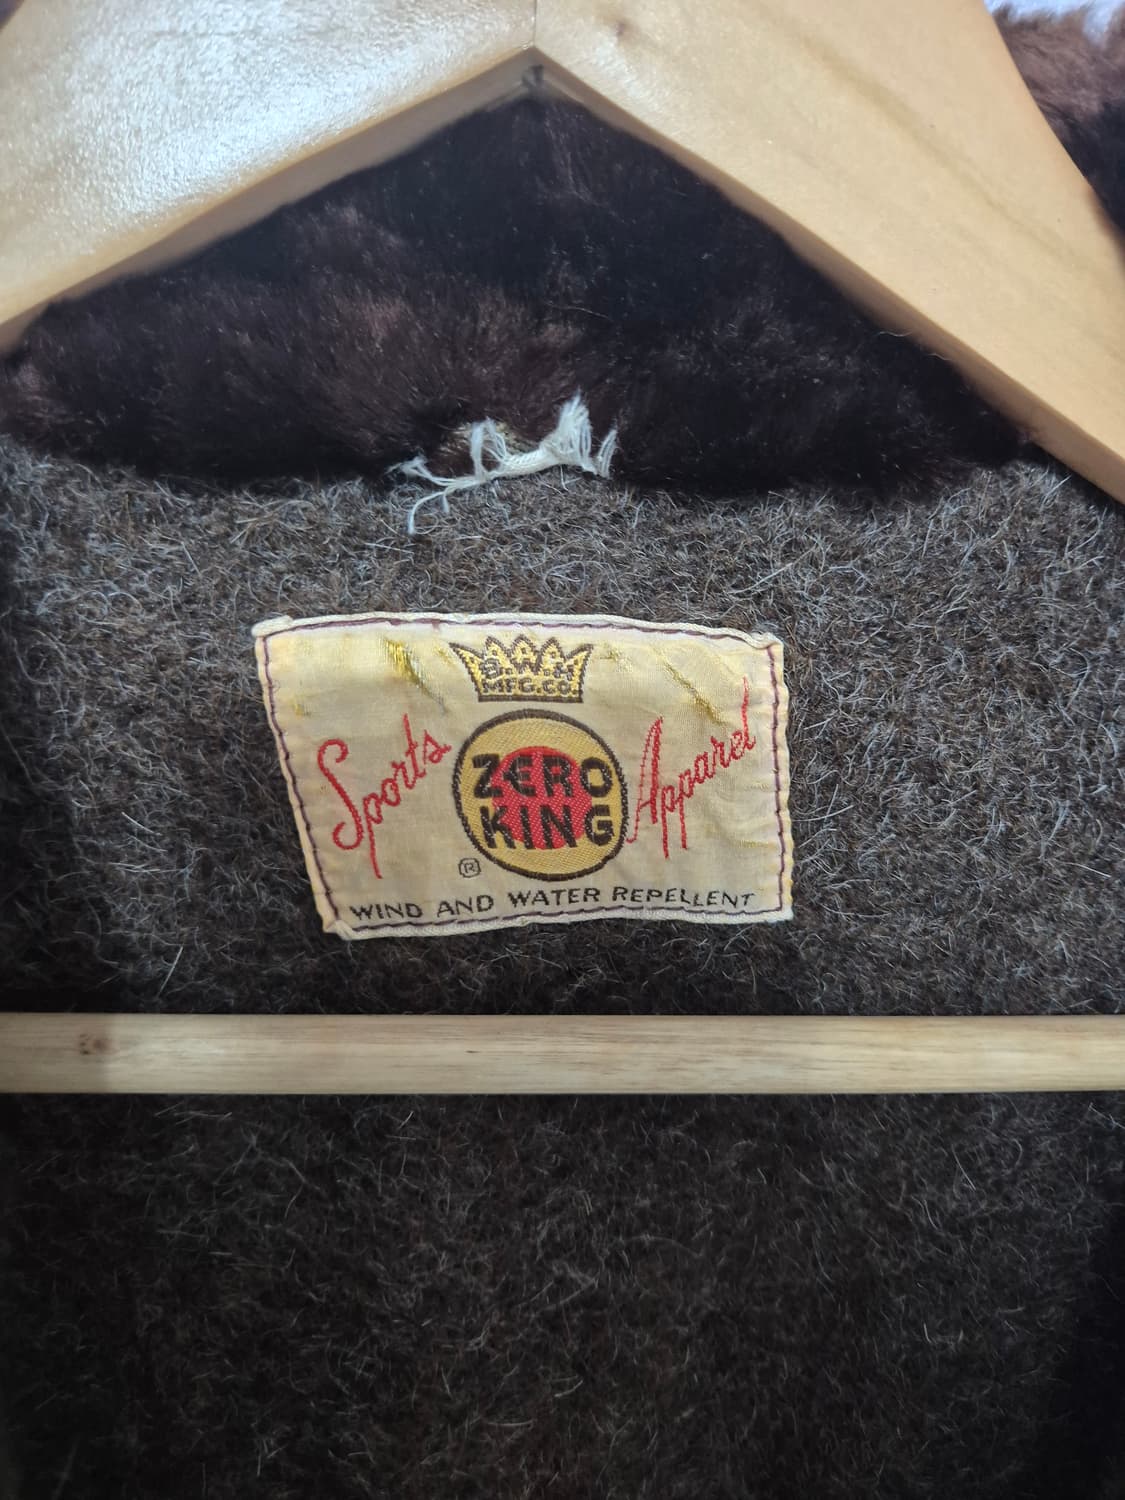 B.W.H.
MFG.CO.
Sports
ZERO
KING
Apparel
®
WIND AND WATER REPELLENT